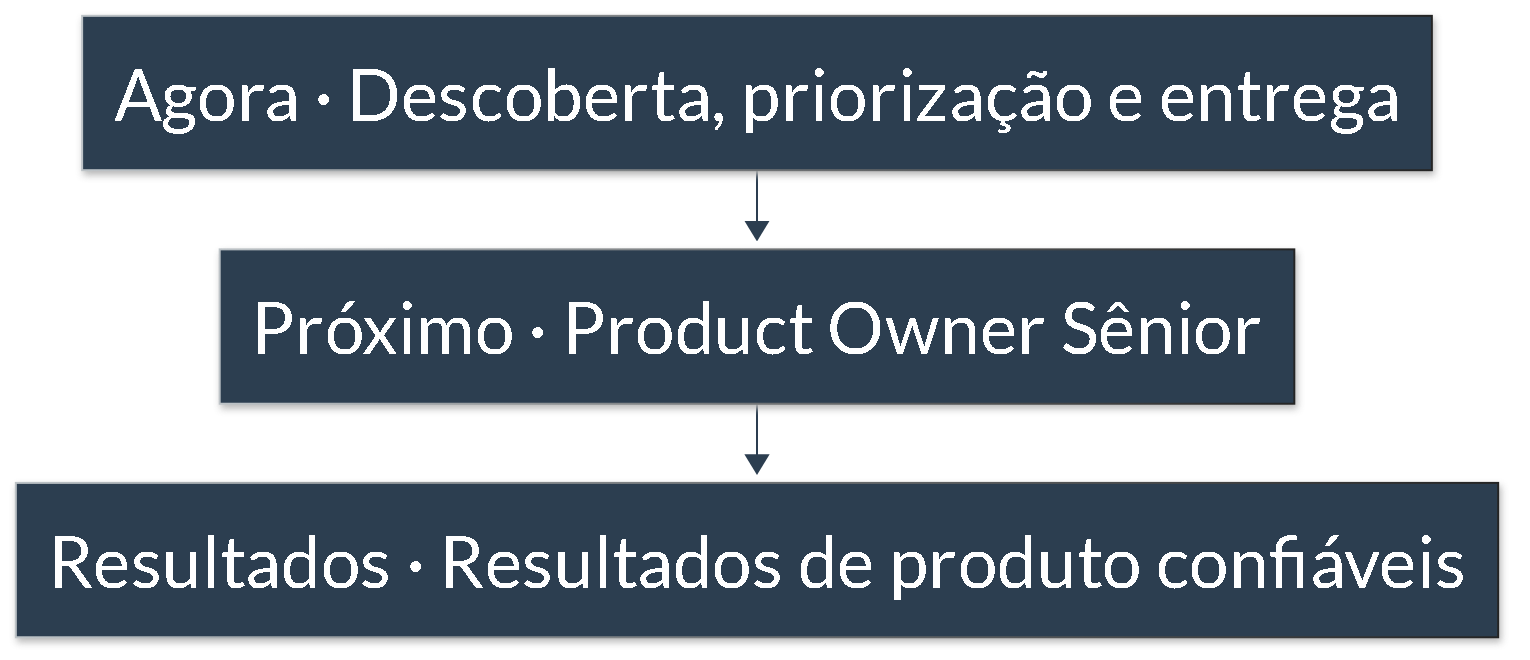 Agora · Descoberta, priorização e entrega
Próximo · Product Owner Sênior
Resultados · Resultados de produto confiáveis